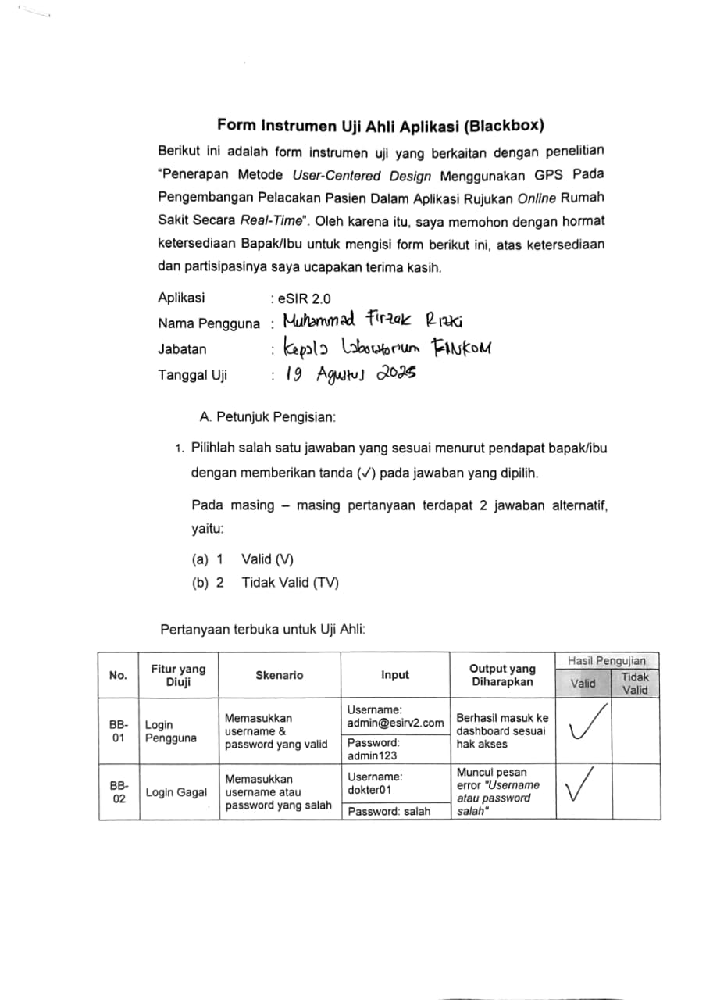 Form Instrumen Uji Ahli Aplikasi (Blackbox)
Berikut ini adalah form instrumen uji yang berkaitan dengan penelitian
"Penerapan Metode User-Centered Design Menggunakan GPS Pada
Pengembangan Pelacakan Pasien Dalam Aplikasi Rujukan Online Rumah
Sakit Secara Real-Time". Oleh karena itu, saya memohon dengan hormat
ketersediaan Bapak/Ibu untuk mengisi form berikut ini, atas ketersediaan
dan partisipasinya saya ucapakan terima kasih.
Aplikasi : eSIR 2.0
Nama Pengguna : Muhammad Firzak Rizki
Jabatan : Kepala Laboratorium FINKOM
Tanggal Uji : 19 Agustus 2025
A. Petunjuk Pengisian:
1. Pilihlah salah satu jawaban yang sesuai menurut pendapat bapak/ibu
dengan memberikan tanda (✓) pada jawaban yang dipilih.
Pada masing – masing pertanyaan terdapat 2 jawaban alternatif,
yaitu:
(a) 1 Valid (V)
(b) 2 Tidak Valid (TV)
Pertanyaan terbuka untuk Uji Ahli:
No.
Fitur yang
Diuji
Skenario
Input
Output yang
Diharapkan
Hasil Pengujian
Valid
Tidak
Valid
BB-
01
Login
Pengguna
Memasukkan
username &
password yang valid
Username:
admin@esirv2.com
Password:
admin123
Berhasil masuk ke
dashboard sesuai
hak akses
✓
BB-
02
Login Gagal
Memasukkan
username atau
password yang salah
Username:
dokter01
Password: salah
Muncul pesan
error "Username
atau password
salah"
✓